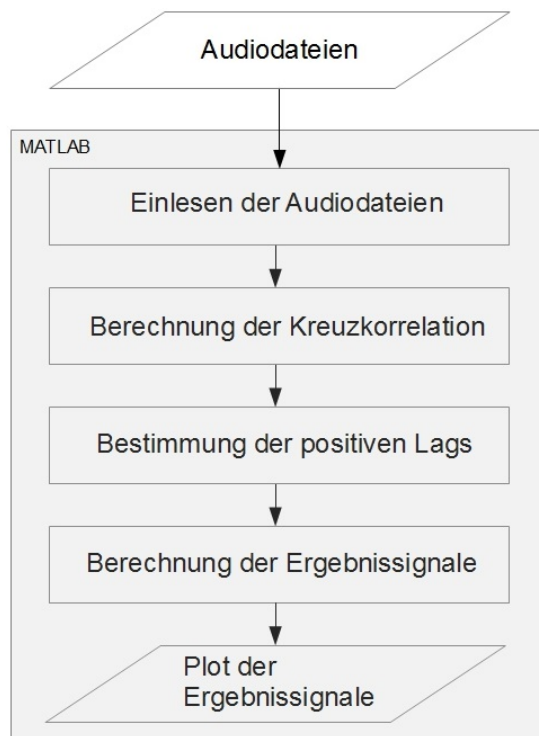 Audiodateien
MATLAB
Einlesen der Audiodateien
Berechnung der Kreuzkorrelation
Bestimmung der positiven Lags
Berechnung der Ergebnissignale
Plot der
Ergebnissignale